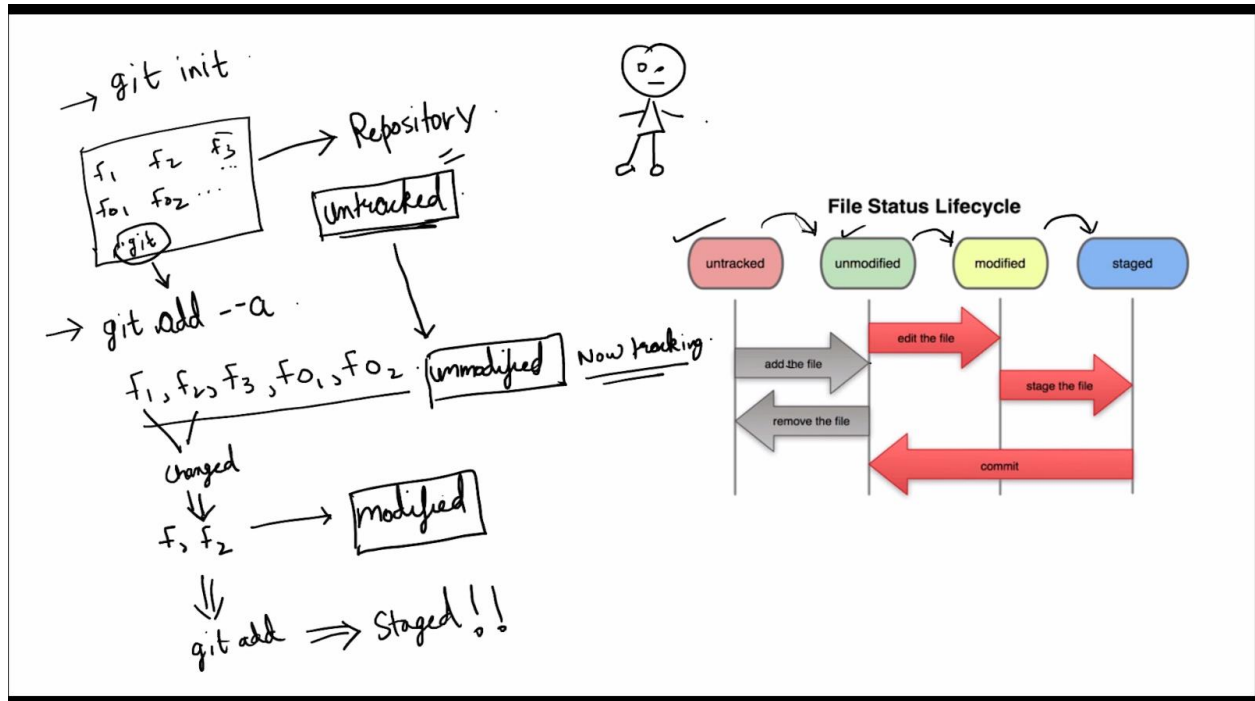 → git init
f1 f2 f3
...
fo1 fo2 ...
.git
→ Repository
untracked
→ git add --a
f1, f2, f3, fo1, fo2
unmodified
Now tracking.
changed
f, f2 → modified
git add ⇒ Staged!!
File Status Lifecycle
untracked unmodified modified staged
edit the file
add the file
stage the file
remove the file
commit